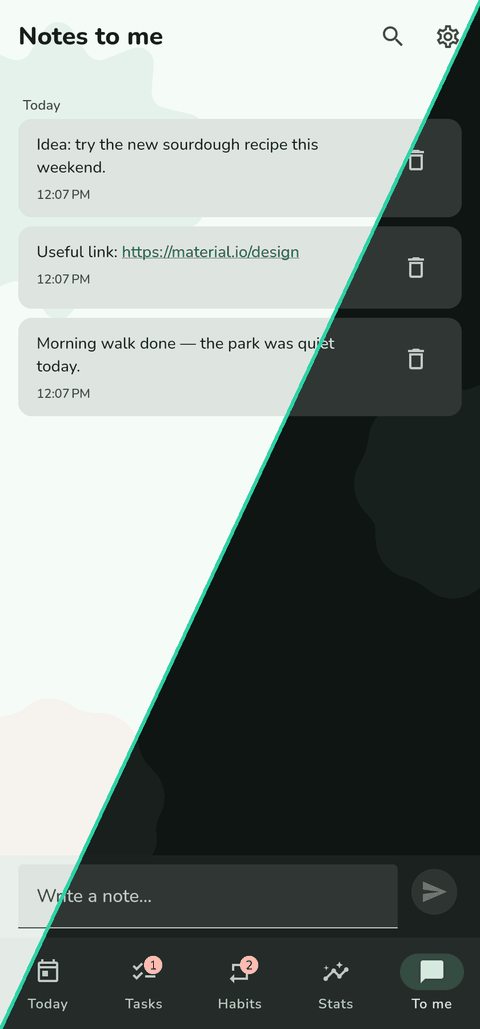 Notes to me
Today
Idea: try the new sourdough recipe this
weekend.
12:07 PM
Useful link: https://material.io/design
12:07 PM
Morning walk done — the park was quiet
today.
12:07 PM
Write a note...
1
2
Today
Tasks
Habits
Stats
To me